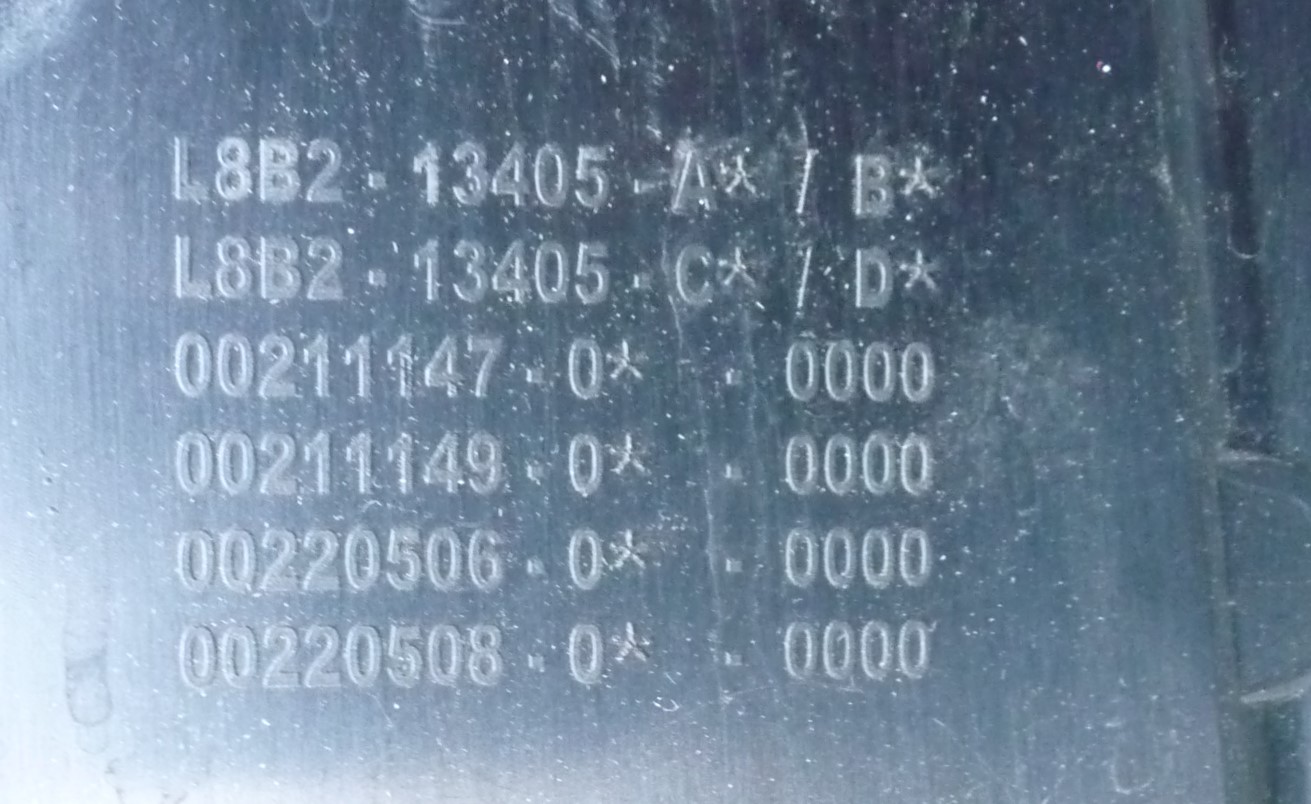 L8B2 - 13405 - A* / B*
L8B2 - 13405 - C* / D*
00211147 - 0* - 0000
00211149 - 0* - 0000
00220506 - 0* - 0000
00220508 - 0* - 0000